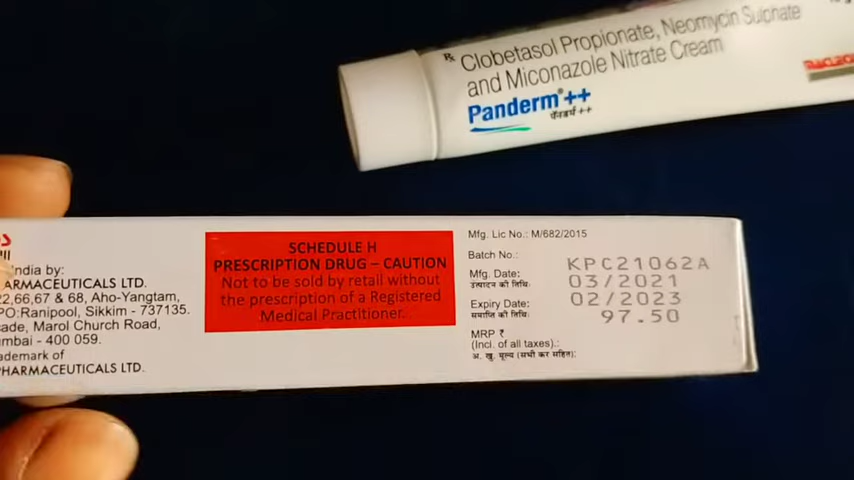 ℞ Clobetasol Propionate, Neomycin Sulphate
and Miconazole Nitrate Cream
Panderm®++
पॅनडर्म ++
MACLEODS
India by:
ARMACEUTICALS LTD.
22,66,67 & 68, Aho-Yangtam,
PO:Ranipool, Sikkim - 737135.
cade, Marol Church Road,
mbai - 400 059.
ademark of
HARMACEUTICALS LTD.
SCHEDULE H
PRESCRIPTION DRUG – CAUTION
Not to be sold by retail without
the prescription of a Registered
Medical Practitioner.
Mfg. Lic No.: M/682/2015
Batch No.: KPC21062A
Mfg. Date: 03/2021
उत्पादन की तिथि:
Expiry Date: 02/2023
समाप्ति की तिथि:
MRP ₹ 97.50
(Incl. of all taxes).:
अ. खु. मूल्य (सभी कर सहित):